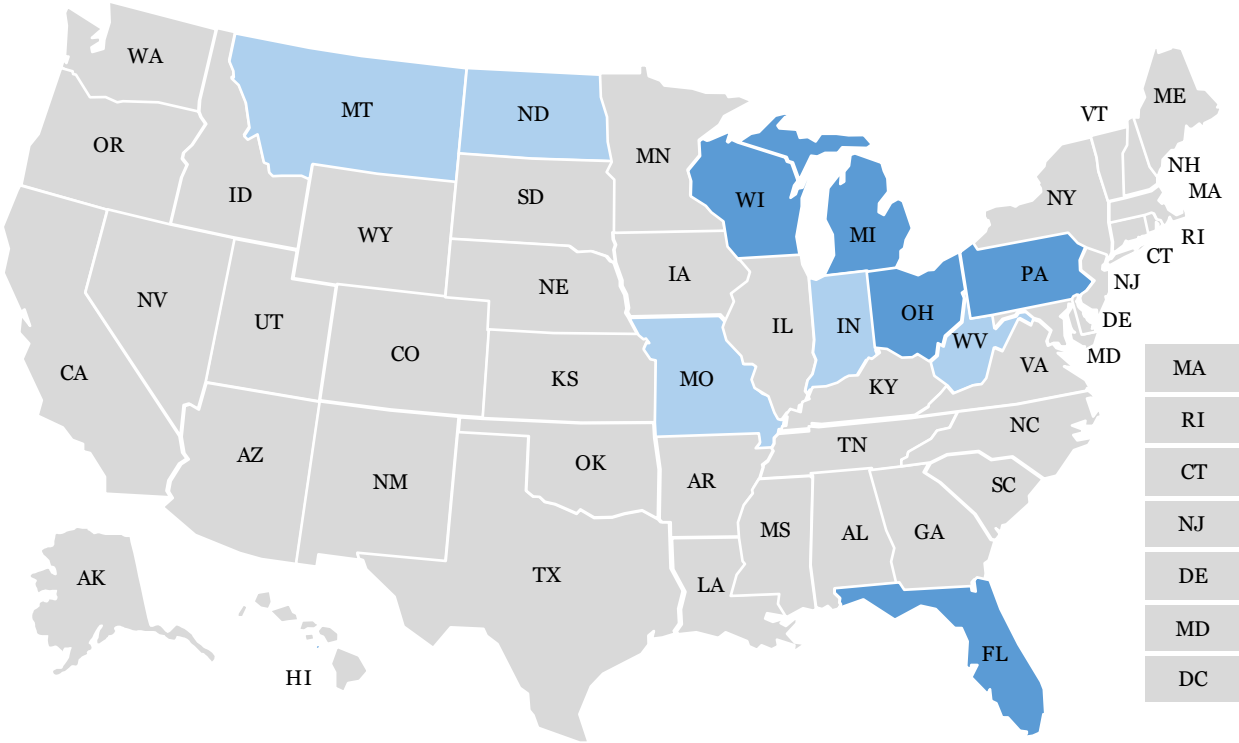 WA
MT
ND
ME
VT
OR
MN
NH
ID
SD
WI
NY
MA
WY
MI
RI
CT
IA
PA
NJ
NE
NV
UT
IL
IN
OH
DE
WV
CO
MD
VA
CA
KS
MO
KY
MA
RI
NC
TN
AZ
OK
NM
AR
SC
CT
MS
AL
GA
NJ
AK
TX
LA
DE
MD
FL
HI
DC